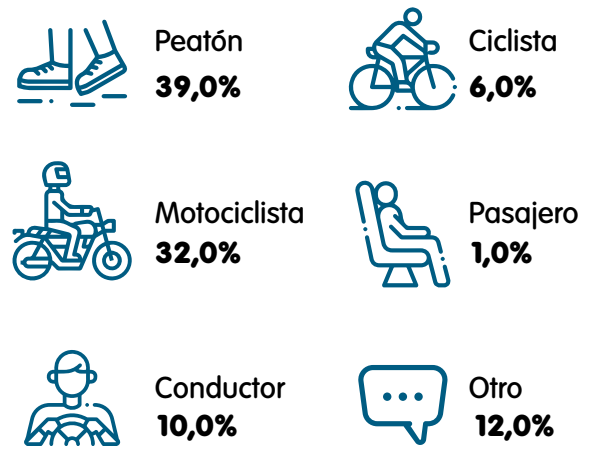 Peatón
39,0%
Ciclista
6,0%
Motociclista
32,0%
Pasajero
1,0%
Conductor
10,0%
Otro
12,0%